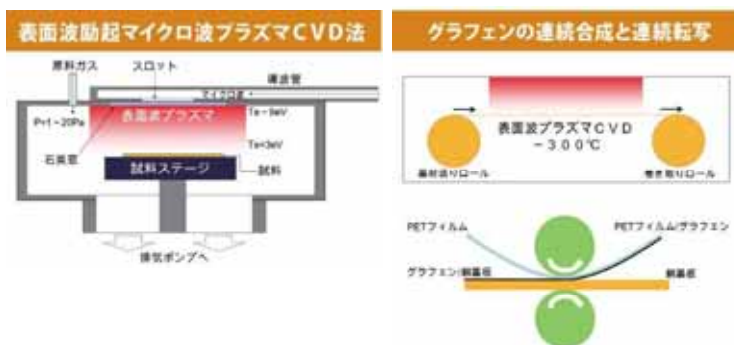 表面波励起マイクロ波プラズマCVD法
原料ガス
スロット
導波管
マイクロ波
P=1~20Pa
表面波プラズマ
石英窓
Te<3eV
試料ステージ
試料
排気ポンプへ
グラフェンの連続合成と連続転写
表面波プラズマCVD
~300℃
基材送りロール
巻き取りロール
PETフィルム
PETフィルム/グラフェン
グラフェン/銅基板
銅基板